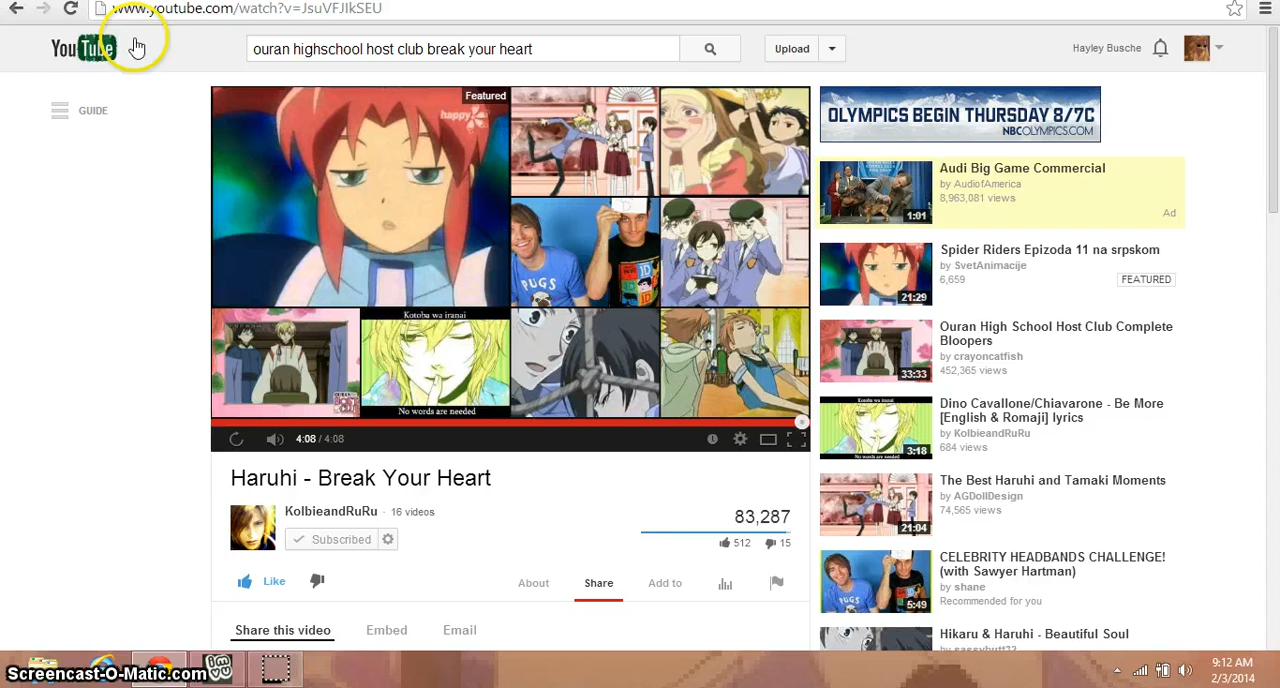 www.youtube.com/watch?v=JsuVFJIkSEU
YouTube
ouran highschool host club break your heart
Upload
Hayley Busche
GUIDE
Featured
happy
PUGS
1D
Kotoba wa iranai
No words are needed
4:08 / 4:08
Haruhi - Break Your Heart
KolbieandRuRu · 16 videos
Subscribed
83,287
512 15
Like
About
Share
Add to
Share this video
Embed
Email
OLYMPICS BEGIN THURSDAY 8/7C
NBCOLYMPICS.COM
1:01
Audi Big Game Commercial
by AudiofAmerica
8,963,081 views
Ad
21:29
Spider Riders Epizoda 11 na srpskom
by SvetAnimacije
6,659
FEATURED
33:33
Ouran High School Host Club Complete
Bloopers
by crayoncatfish
452,365 views
3:18
Dino Cavallone/Chiavarone - Be More
[English & Romaji] lyrics
by KolbieandRuRu
684 views
21:04
The Best Haruhi and Tamaki Moments
by AGDollDesign
74,565 views
5:49
CELEBRITY HEADBANDS CHALLENGE!
(with Sawyer Hartman)
by shane
Recommended for you
Hikaru & Haruhi - Beautiful Soul
by sassybutt32
Screencast-O-Matic.com
imvu
9:12 AM
2/3/2014